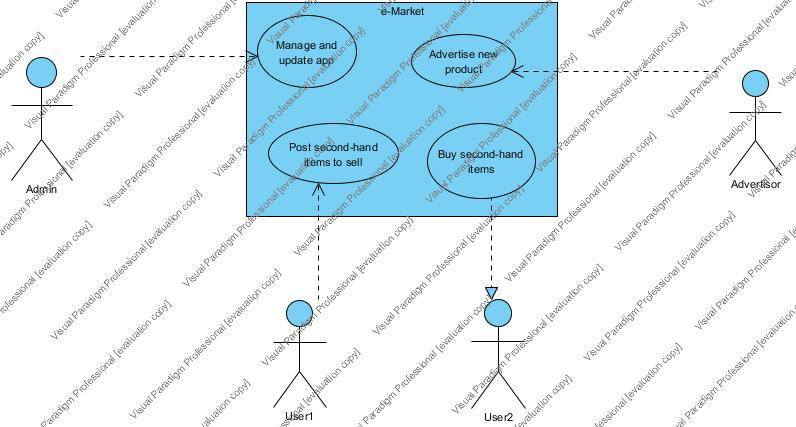 e-Market
Manage and
update app
Advertise new
product
Post second-hand
items to sell
Buy second-hand
items
Admin
Advertisor
User1
User2
Visual Paradigm Professional [evaluation copy]